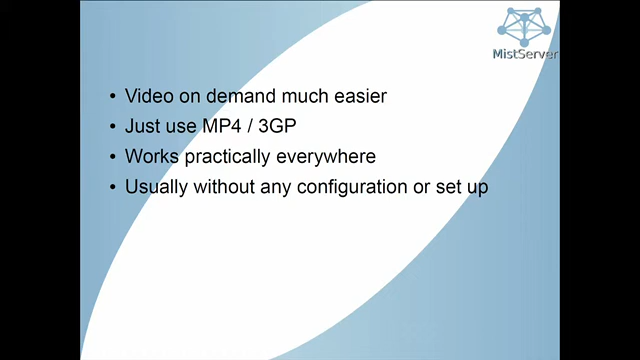 MistServer
• Video on demand much easier
• Just use MP4 / 3GP
• Works practically everywhere
• Usually without any configuration or set up